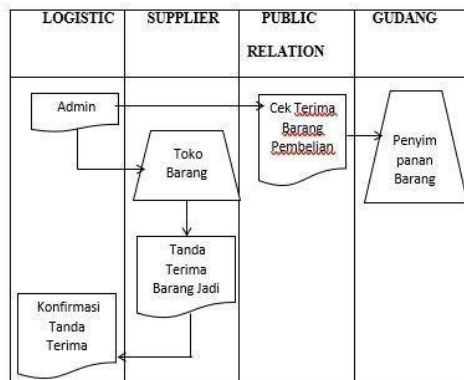 LOGISTIC
SUPPLIER
PUBLIC
RELATION
GUDANG
Admin
Cek Terima
Barang
Pembelian
Penyim
panan
Barang
Toko
Barang
Tanda
Terima
Barang Jadi
Konfirmasi
Tanda
Terima